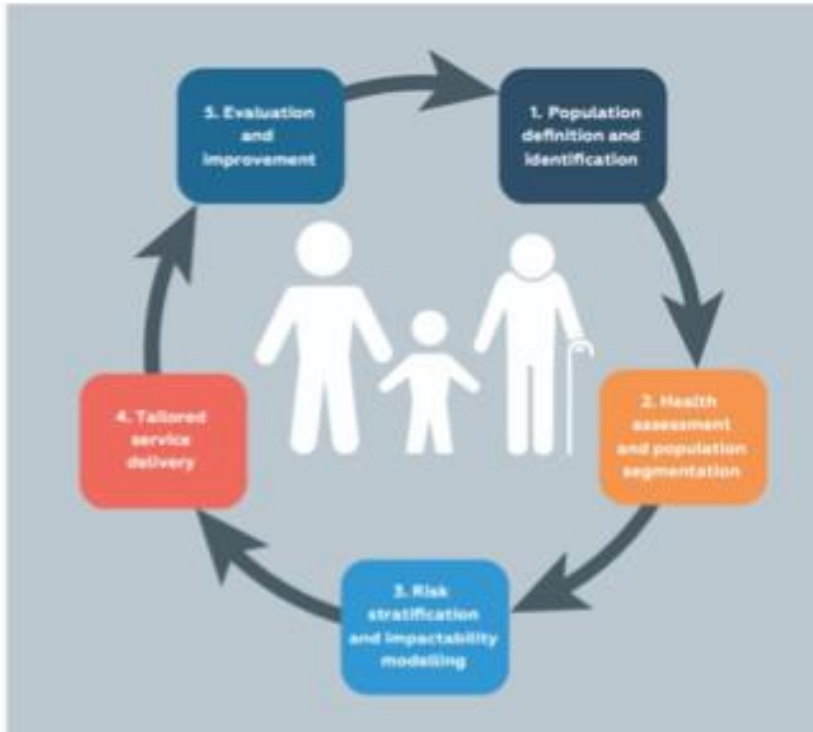 1. Population
definition and
identification
2. Health
assessment
and population
segmentation
3. Risk
stratification
and impactability
modelling
4. Tailored
service
delivery
5. Evaluation
and
improvement